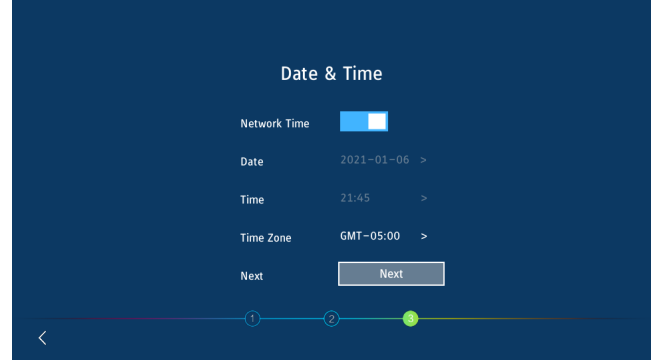 Date & Time
Network Time
Date 2021-01-06 >
Time 21:45 >
Time Zone GMT-05:00 >
Next Next
1 2 3
<